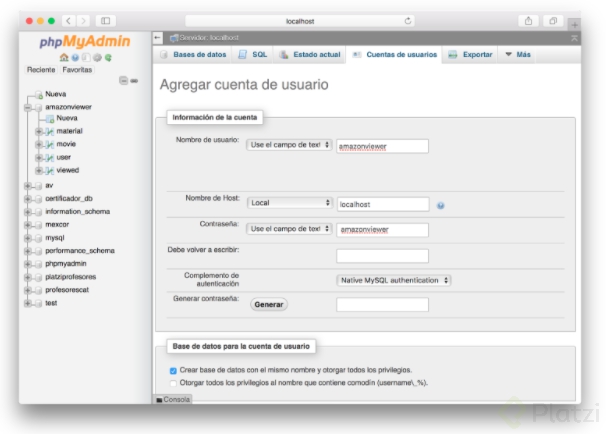 localhost
phpMyAdmin
Reciente Favoritas
Nueva
amazonviewer
Nueva
material
movie
user
viewed
av
certificador_db
information_schema
mexcor
mysql
performance_schema
phpmyadmin
platziprofesores
profesorescat
test
Servidor: localhost
Bases de datos SQL Estado actual Cuentas de usuarios Exportar Más
Agregar cuenta de usuario
Información de la cuenta
Nombre de usuario: Use el campo de text amazonviewer
Nombre de Host: Local localhost
Contraseña: Use el campo de text amazonviewer
Debe volver a escribir:
Complemento de
autenticación Native MySQL authentication
Generar contraseña: Generar
Base de datos para la cuenta de usuario
Crear base de datos con el mismo nombre y otorgar todos los privilegios.
Otorgar todos los privilegios al nombre que contiene comodín (username\_%).
Consola
Platzi